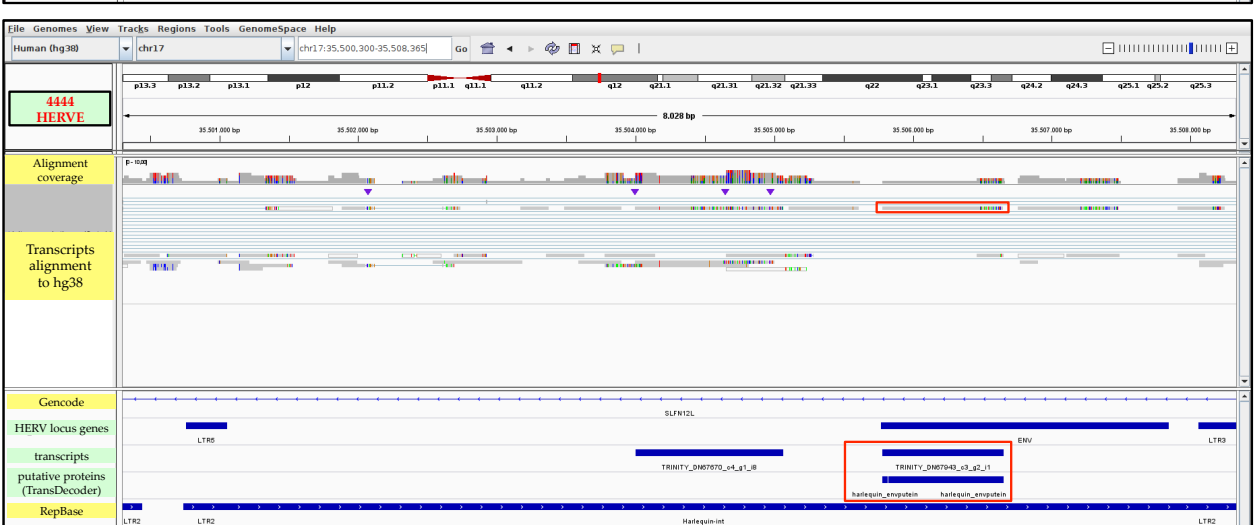 File Genomes View Tracks Regions Tools GenomeSpace Help
Human (hg38) chr17 chr17:35,500,300-35,508,365 Go
p13.3 p13.2 p13.1 p12 p11.2 p11.1 q11.1 q11.2 q12 q21.1 q21.31 q21.32 q21.33 q22 q23.1 q23.3 q24.2 q24.3 q25.1 q25.2 q25.3
4444
HERVE
8.028 bp
35.501.000 bp 35.502.000 bp 35.503.000 bp 35.504.000 bp 35.505.000 bp 35.506.000 bp 35.507.000 bp 35.508.000 bp
Alignment
coverage
[0 - 10,00]
Transcripts
alignment
to hg38
Gencode
SLFN12L
HERV locus genes
LTR5 ENV LTR3
transcripts
TRINITY_DN67670_c4_g1_i8 TRINITY_DN67943_c3_g2_i1
putative proteins
(TransDecoder)
harlequin_envputein harlequin_envputein
RepBase
LTR2 LTR2 Harlequin-int LTR2